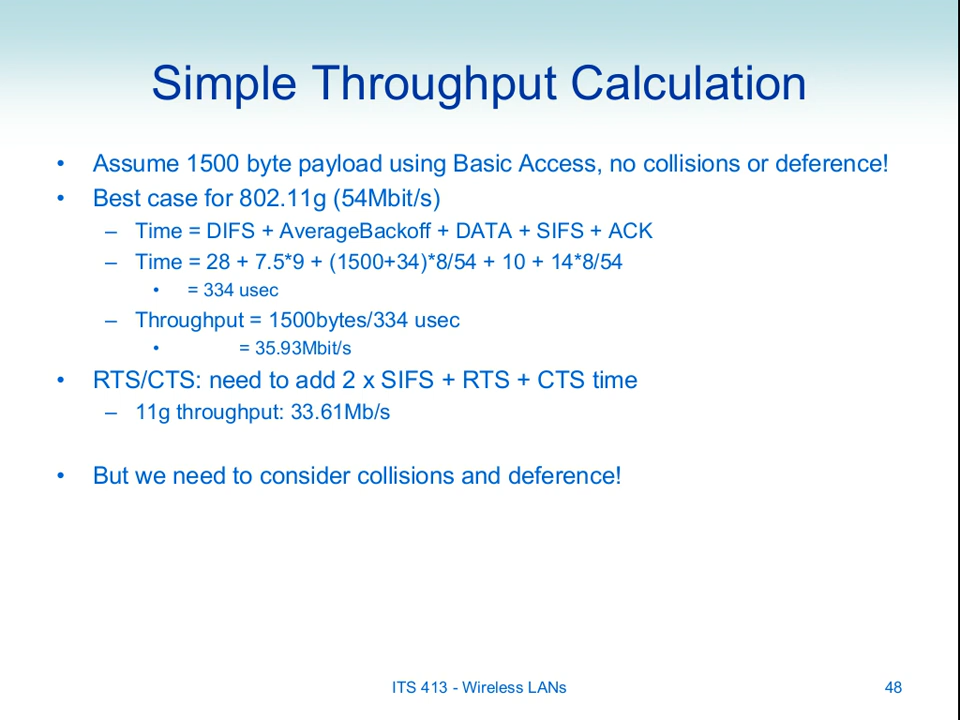 Simple Throughput Calculation
• Assume 1500 byte payload using Basic Access, no collisions or deference!
• Best case for 802.11g (54Mbit/s)
– Time = DIFS + AverageBackoff + DATA + SIFS + ACK
– Time = 28 + 7.5*9 + (1500+34)*8/54 + 10 + 14*8/54
• = 334 usec
– Throughput = 1500bytes/334 usec
• = 35.93Mbit/s
• RTS/CTS: need to add 2 x SIFS + RTS + CTS time
– 11g throughput: 33.61Mb/s
• But we need to consider collisions and deference!
ITS 413 - Wireless LANs 48